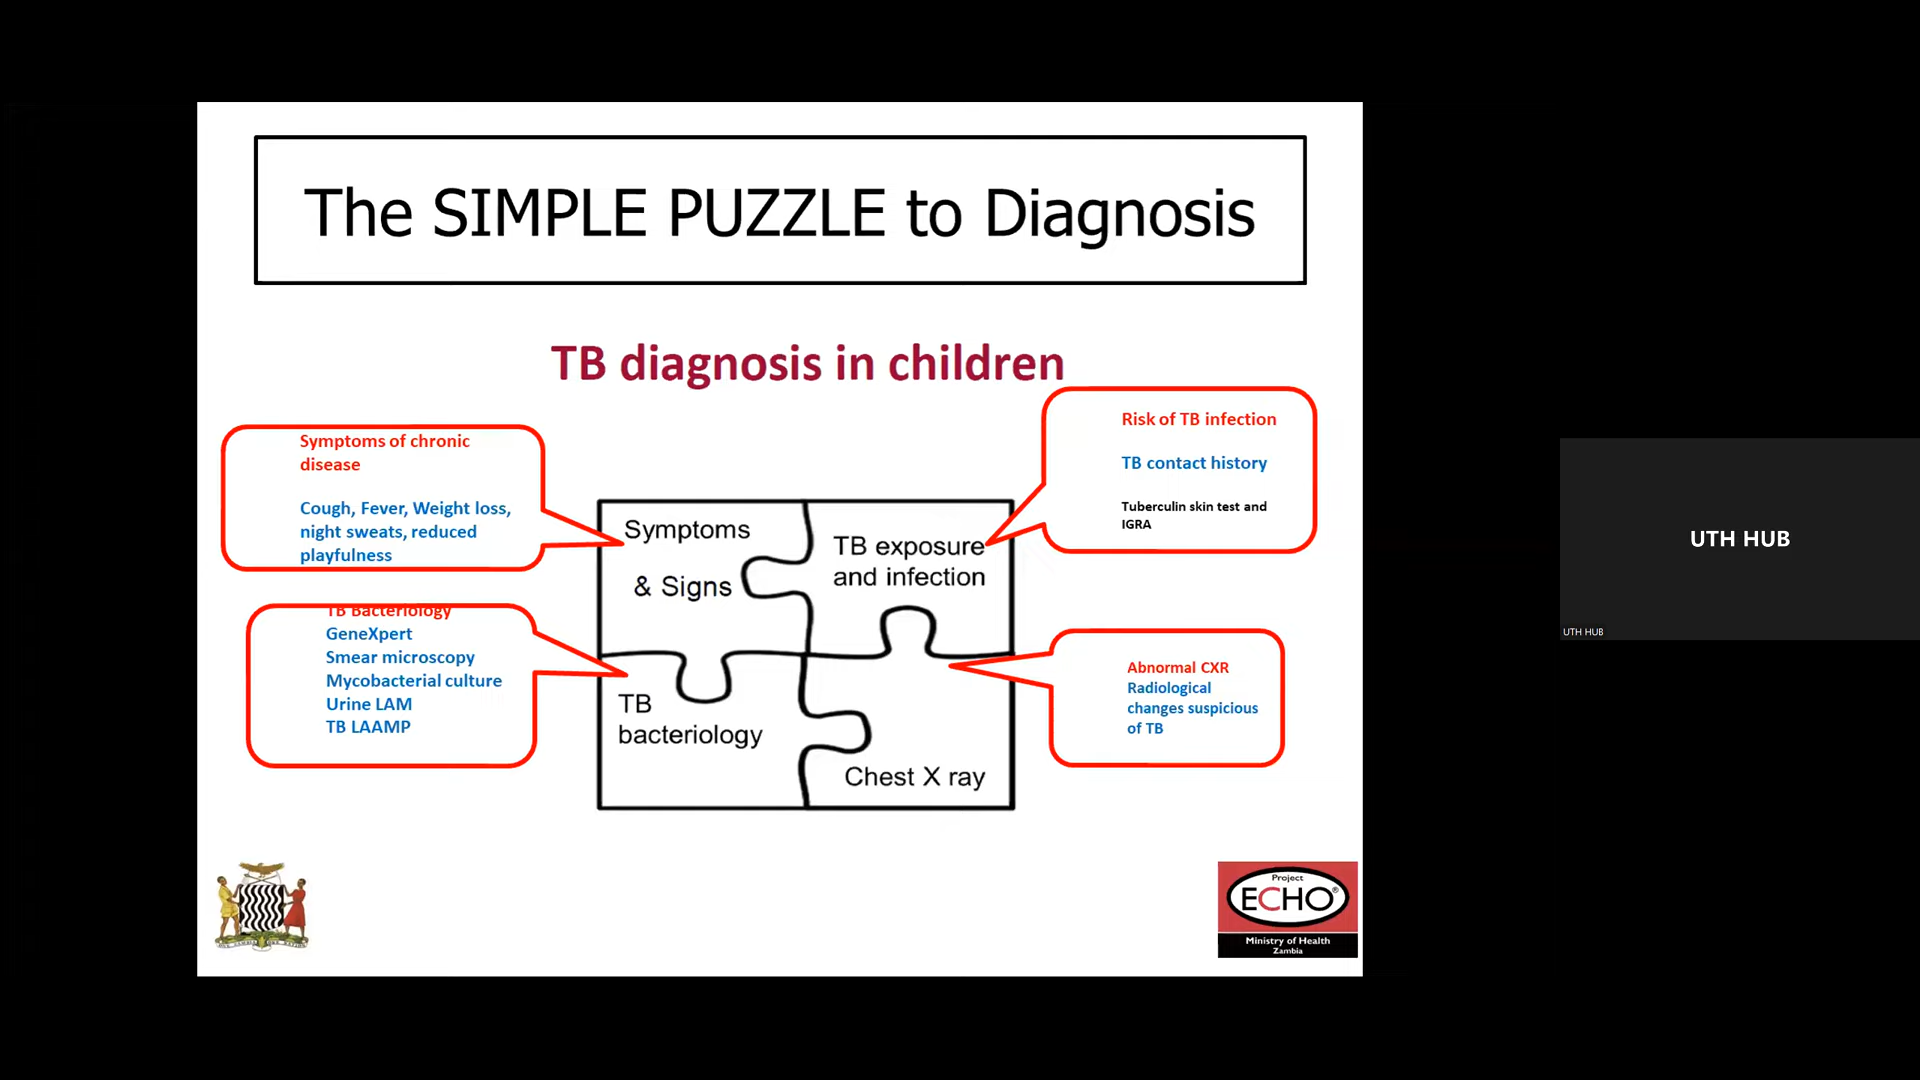 The SIMPLE PUZZLE to Diagnosis
TB diagnosis in children
Symptoms of chronic
disease
Cough, Fever, Weight loss,
night sweats, reduced
playfulness
Risk of TB infection
TB contact history
Tuberculin skin test and
IGRA
Symptoms
& Signs
TB exposure
and infection
TB Bacteriology
GeneXpert
Smear microscopy
Mycobacterial culture
Urine LAM
TB LAAMP
TB
bacteriology
Chest X ray
Abnormal CXR
Radiological
changes suspicious
of TB
Project
ECHO®
Ministry of Health
Zambia
UTH HUB
UTH HUB